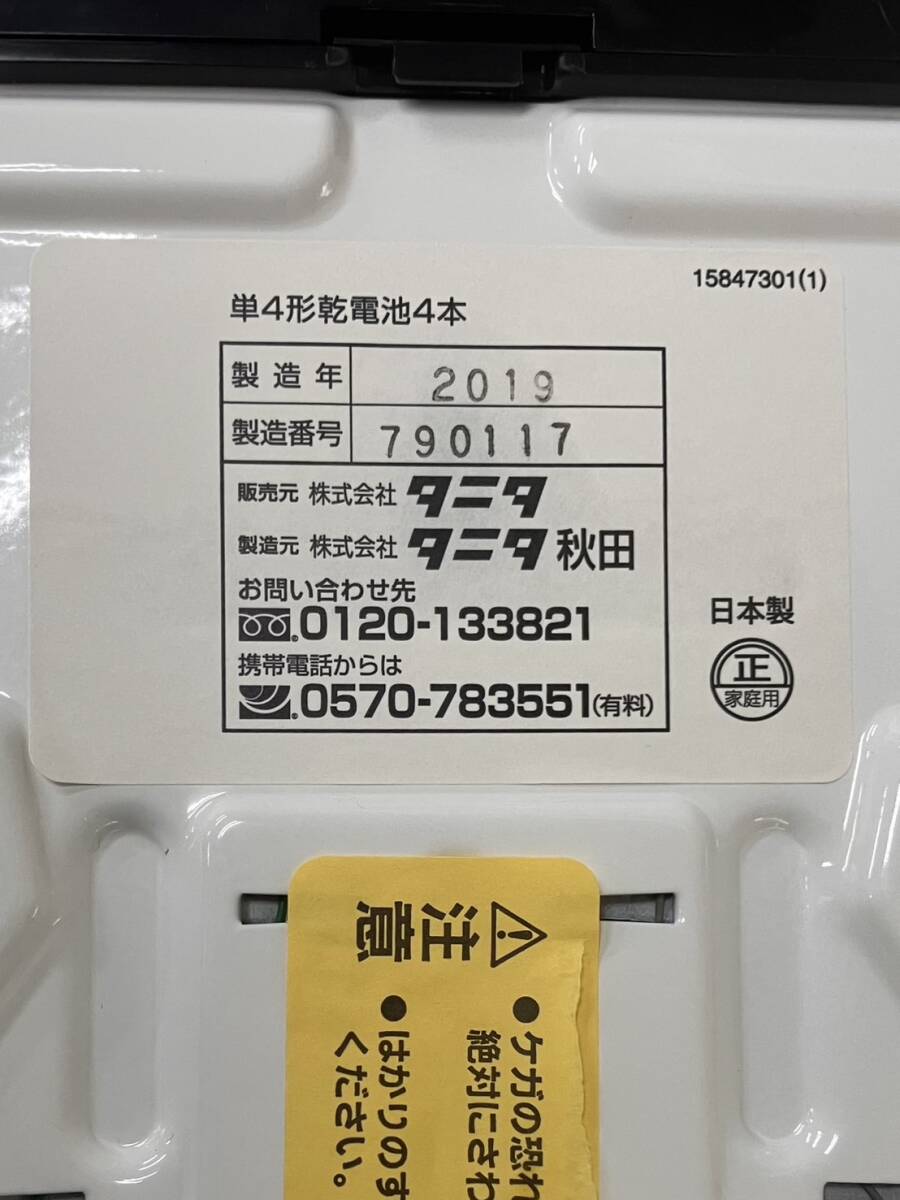 15847301(1)
単4形乾電池4本
製造年 2019
製造番号 790117
販売元 株式会社 タニタ
製造元 株式会社 タニタ 秋田
お問い合わせ先
0120-133821
携帯電話からは
0570-783551(有料)
日本製
正
家庭用
注意
●ケガの恐れ
絶対にさわ
●はかりのす
ください。